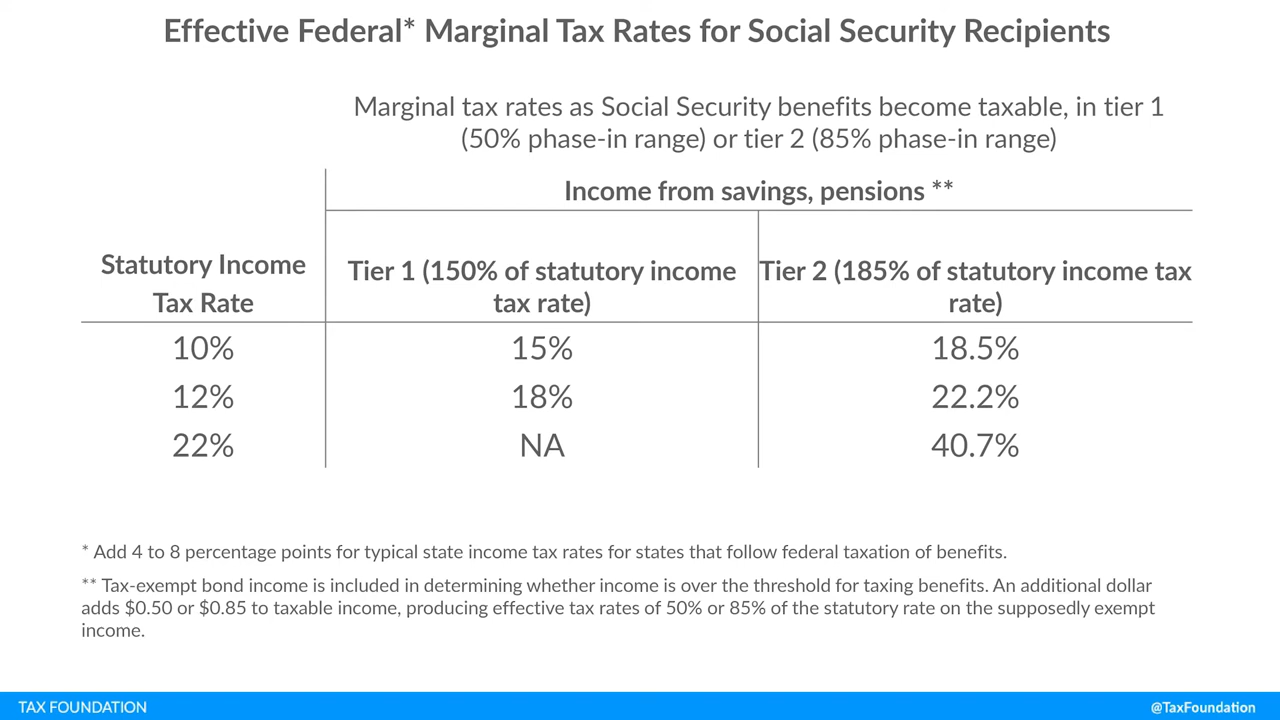 Effective Federal* Marginal Tax Rates for Social Security Recipients
Marginal tax rates as Social Security benefits become taxable, in tier 1
(50% phase-in range) or tier 2 (85% phase-in range)
Income from savings, pensions **
Statutory Income
Tax Rate
Tier 1 (150% of statutory income
tax rate)
Tier 2 (185% of statutory income tax
rate)
10% 15% 18.5%
12% 18% 22.2%
22% NA 40.7%
* Add 4 to 8 percentage points for typical state income tax rates for states that follow federal taxation of benefits.
** Tax-exempt bond income is included in determining whether income is over the threshold for taxing benefits. An additional dollar
adds $0.50 or $0.85 to taxable income, producing effective tax rates of 50% or 85% of the statutory rate on the supposedly exempt
income.
TAX FOUNDATION
@TaxFoundation